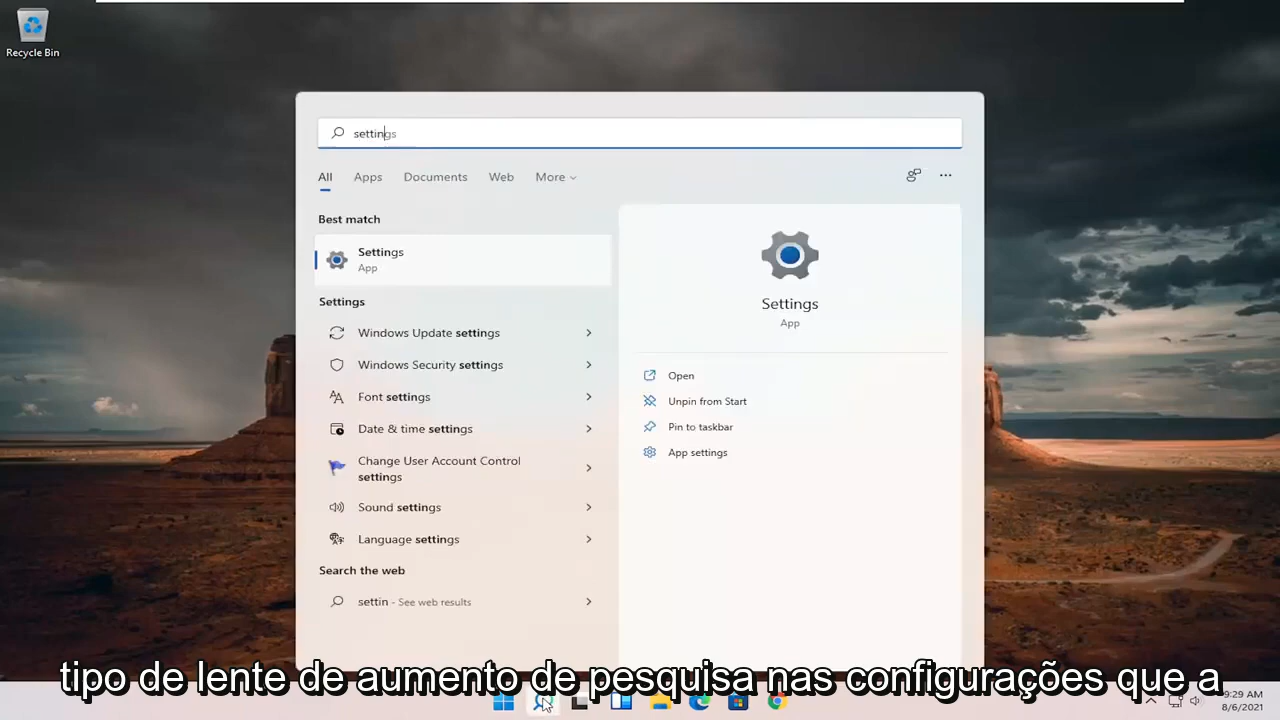 Recycle Bin
settings
All Apps Documents Web More
Best match
Settings
App
Settings
Windows Update settings
Windows Security settings
Font settings
Date & time settings
Change User Account Control
settings
Sound settings
Language settings
Search the web
settin - See web results
Settings
App
Open
Unpin from Start
Pin to taskbar
App settings
tipo de lente de aumento de pesquisa nas configurações que a
9:29 AM
8/6/2021